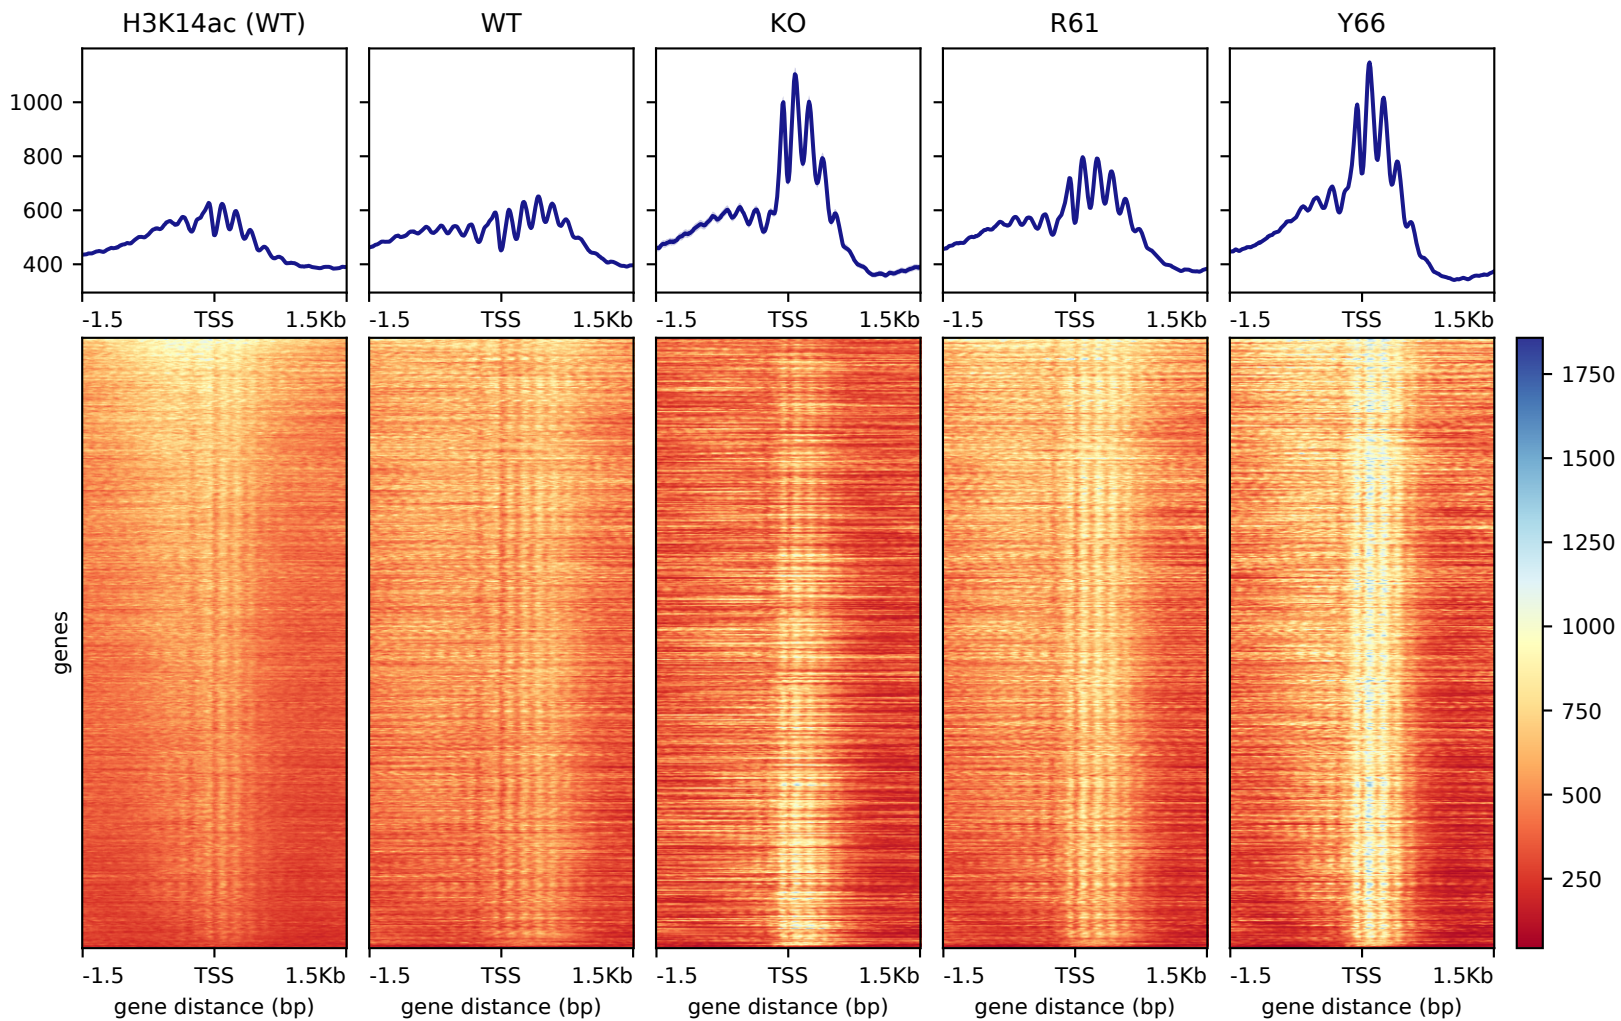 H3K14ac (WT) WT KO R61 Y66
1000
800
600
400
-1.5 TSS 1.5Kb -1.5 TSS 1.5Kb -1.5 TSS 1.5Kb -1.5 TSS 1.5Kb -1.5 TSS 1.5Kb
genes
1750
1500
1250
1000
750
500
250
-1.5 TSS 1.5Kb -1.5 TSS 1.5Kb -1.5 TSS 1.5Kb -1.5 TSS 1.5Kb -1.5 TSS 1.5Kb
gene distance (bp) gene distance (bp) gene distance (bp) gene distance (bp) gene distance (bp)